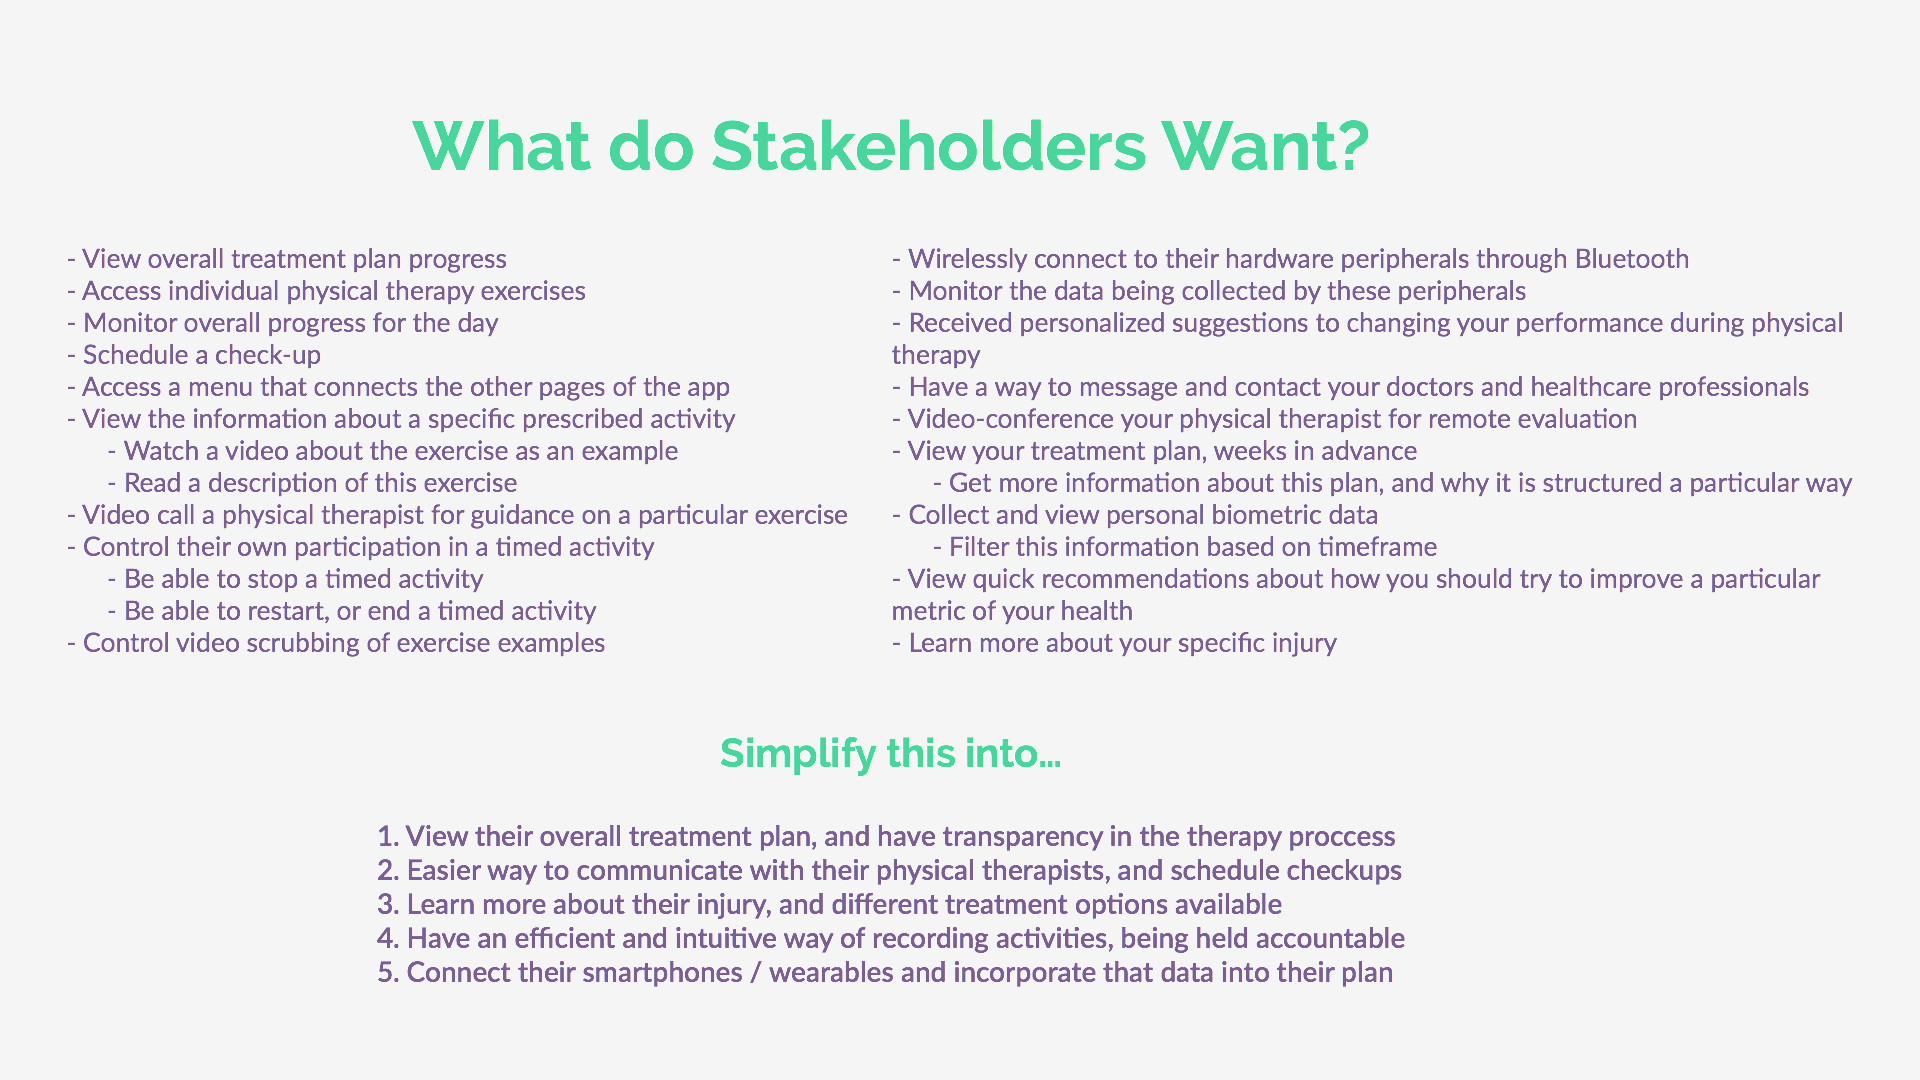 What do Stakeholders Want?
- View overall treatment plan progress
- Access individual physical therapy exercises
- Monitor overall progress for the day
- Schedule a check-up
- Access a menu that connects the other pages of the app
- View the information about a specific prescribed activity
- Watch a video about the exercise as an example
- Read a description of this exercise
- Video call a physical therapist for guidance on a particular exercise
- Control their own participation in a timed activity
- Be able to stop a timed activity
- Be able to restart, or end a timed activity
- Control video scrubbing of exercise examples
- Wirelessly connect to their hardware peripherals through Bluetooth
- Monitor the data being collected by these peripherals
- Received personalized suggestions to changing your performance during physical
therapy
- Have a way to message and contact your doctors and healthcare professionals
- Video-conference your physical therapist for remote evaluation
- View your treatment plan, weeks in advance
- Get more information about this plan, and why it is structured a particular way
- Collect and view personal biometric data
- Filter this information based on timeframe
- View quick recommendations about how you should try to improve a particular
metric of your health
- Learn more about your specific injury
Simplify this into...
1. View their overall treatment plan, and have transparency in the therapy proccess
2. Easier way to communicate with their physical therapists, and schedule checkups
3. Learn more about their injury, and different treatment options available
4. Have an efficient and intuitive way of recording activities, being held accountable
5. Connect their smartphones / wearables and incorporate that data into their plan